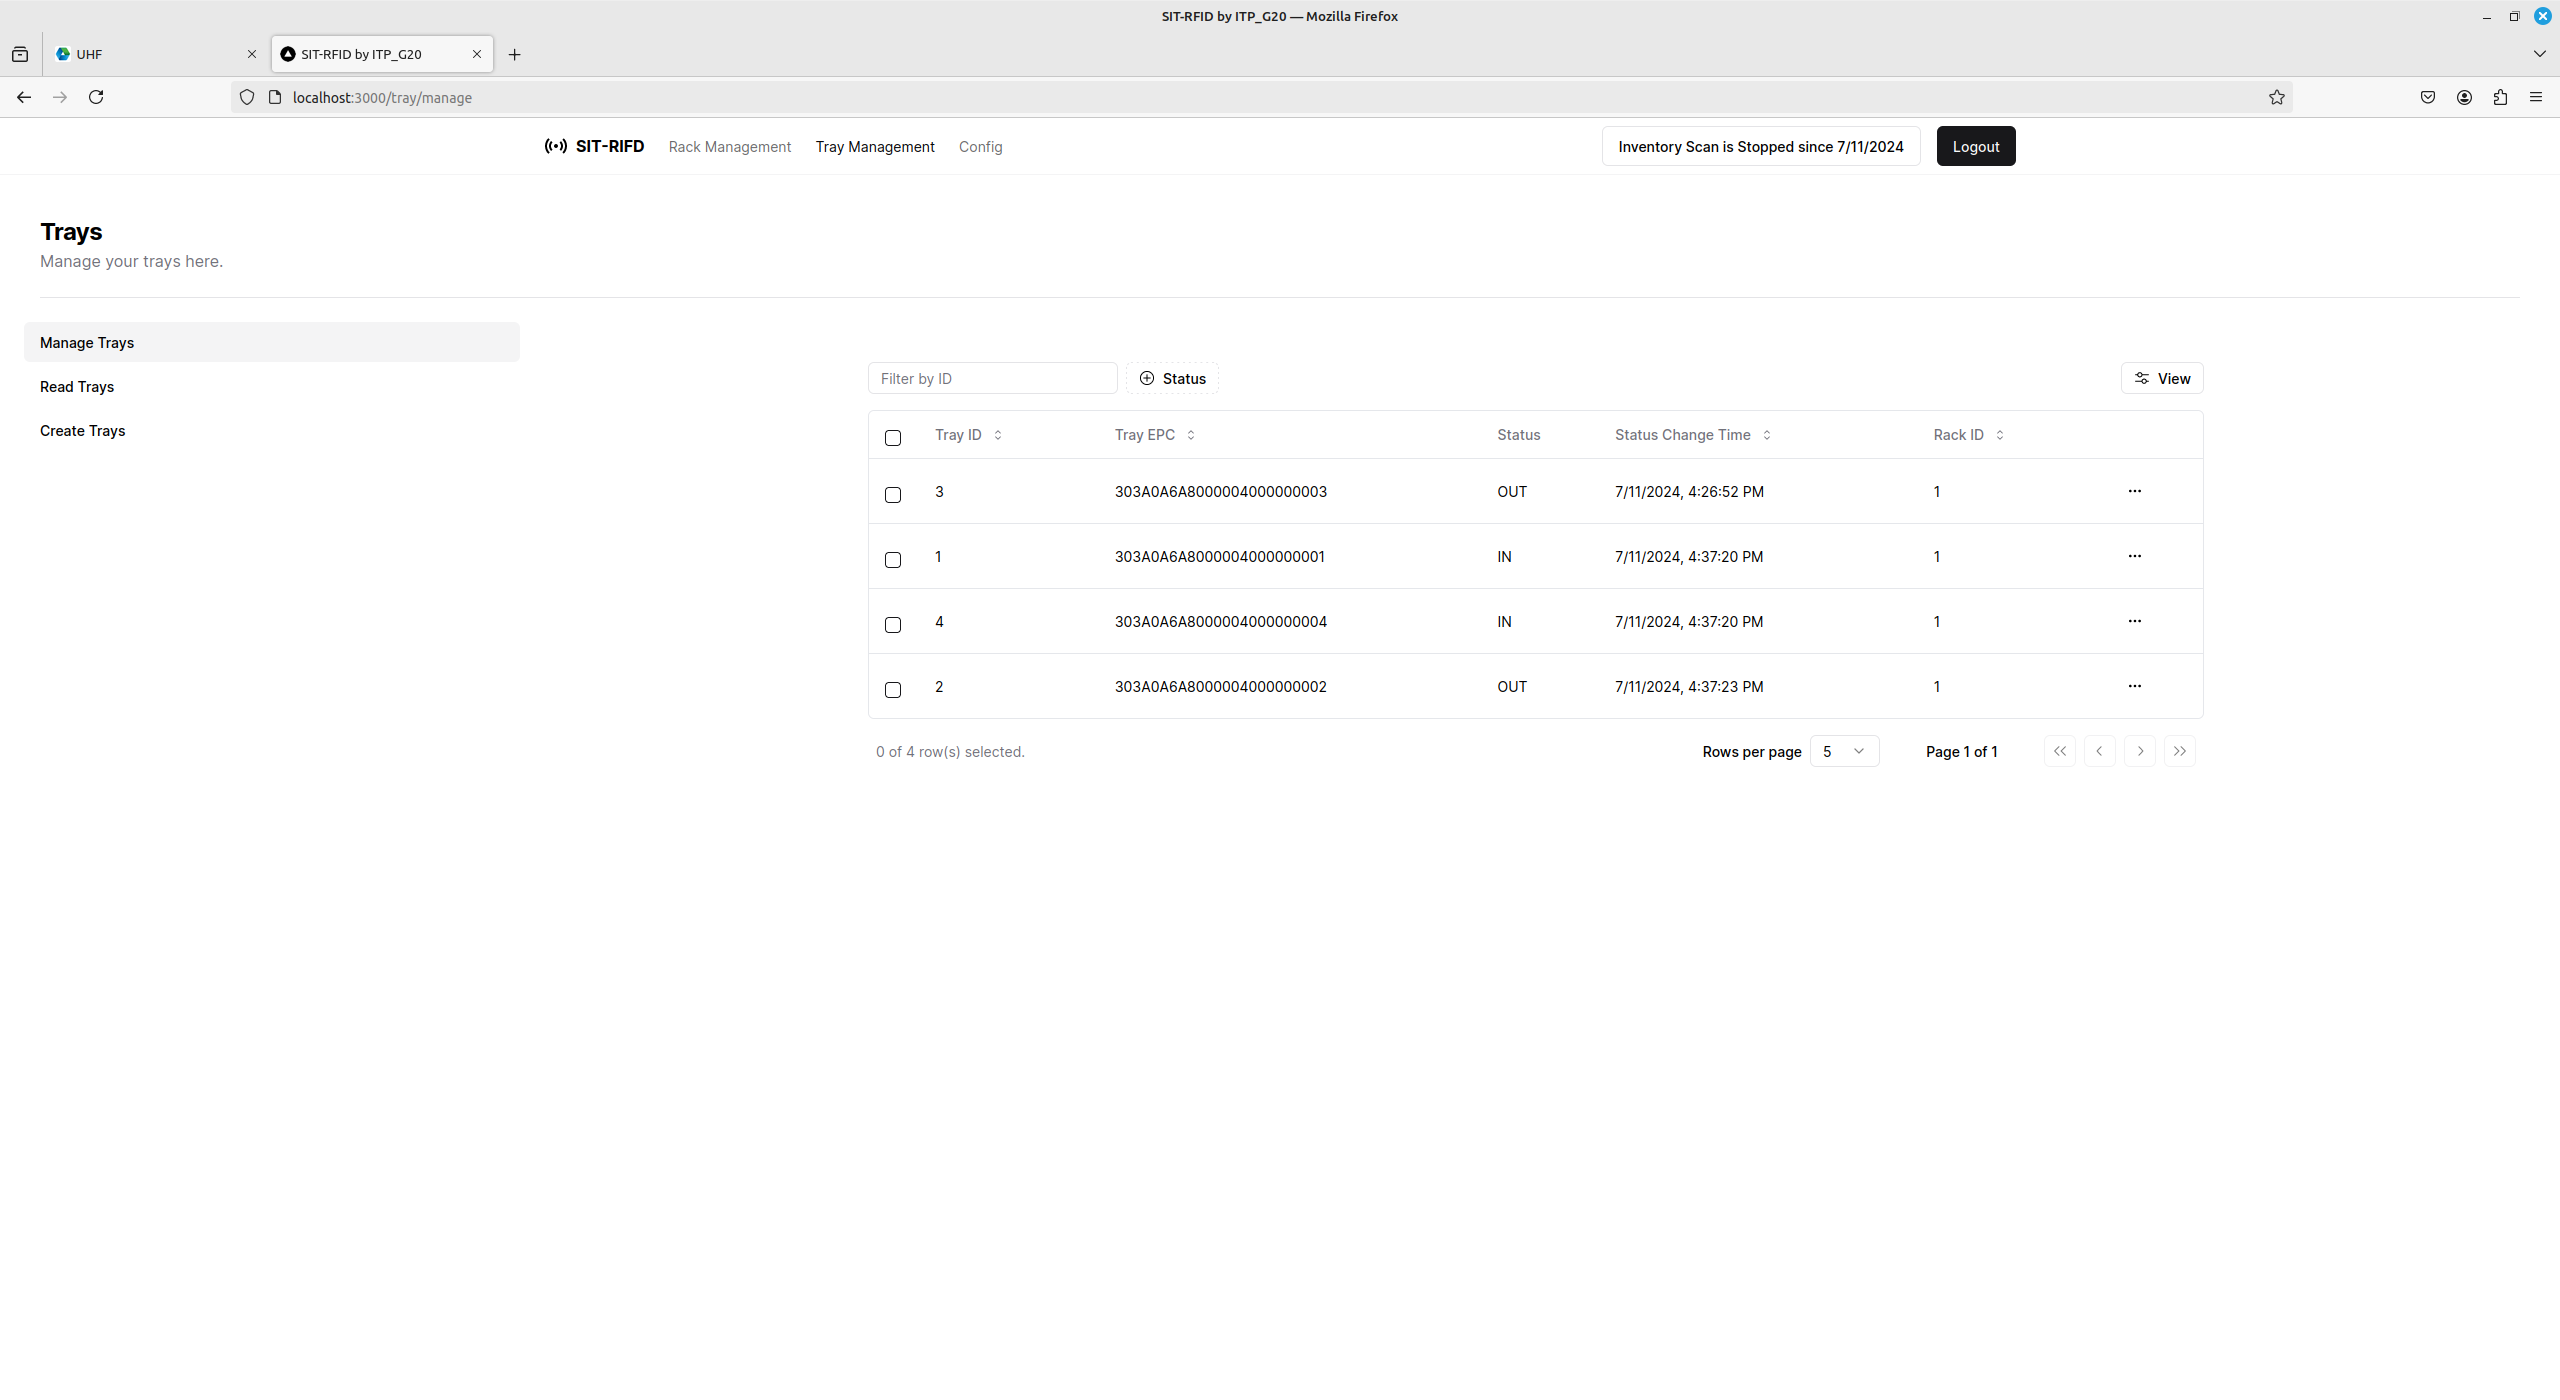 SIT-RFID by ITP_G20 — Mozilla Firefox
UHF
SIT-RFID by ITP_G20
localhost:3000/tray/manage
SIT-RIFD Rack Management Tray Management Config Inventory Scan is Stopped since 7/11/2024 Logout
Trays
Manage your trays here.
Manage Trays
Read Trays
Create Trays
Filter by ID Status View
Tray ID Tray EPC Status Status Change Time Rack ID
3 303A0A6A8000004000000003 OUT 7/11/2024, 4:26:52 PM 1
1 303A0A6A8000004000000001 IN 7/11/2024, 4:37:20 PM 1
4 303A0A6A8000004000000004 IN 7/11/2024, 4:37:20 PM 1
2 303A0A6A8000004000000002 OUT 7/11/2024, 4:37:23 PM 1
0 of 4 row(s) selected. Rows per page 5 Page 1 of 1